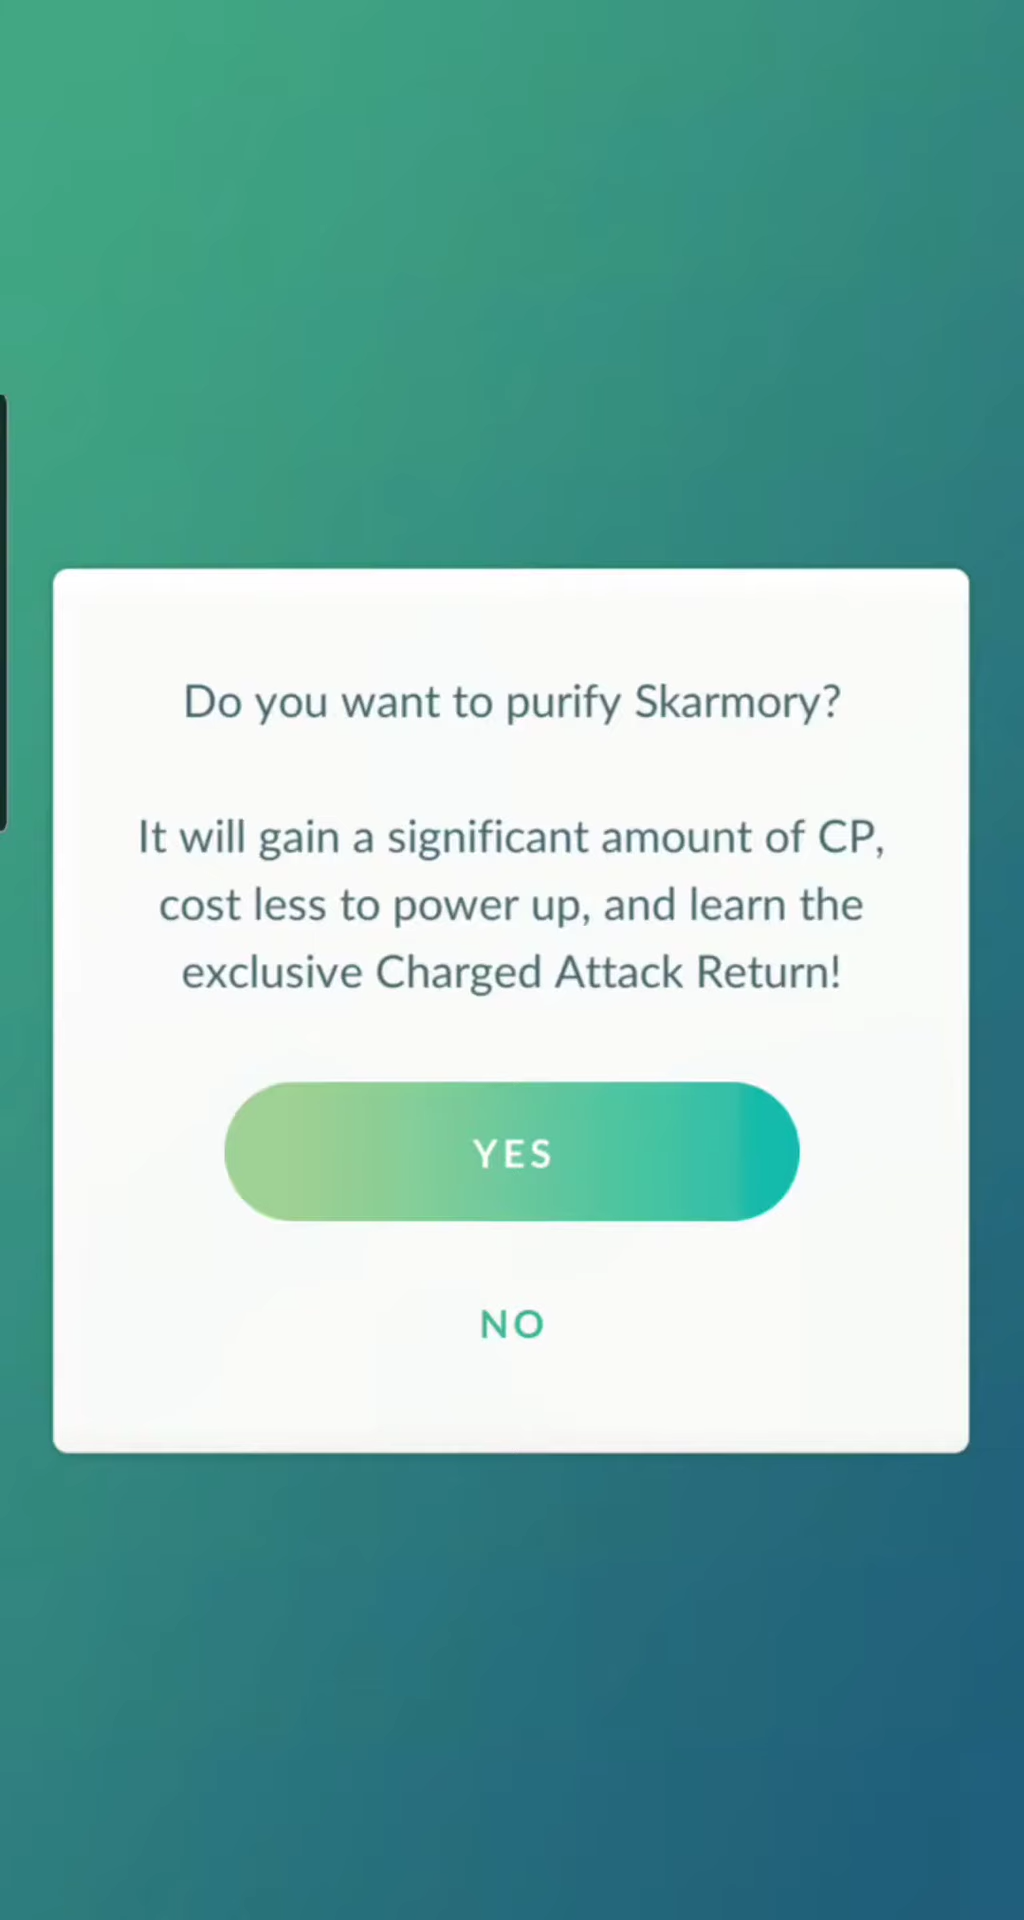 Do you want to purify Skarmory?
It will gain a significant amount of CP,
cost less to power up, and learn the
exclusive Charged Attack Return!
YES
NO